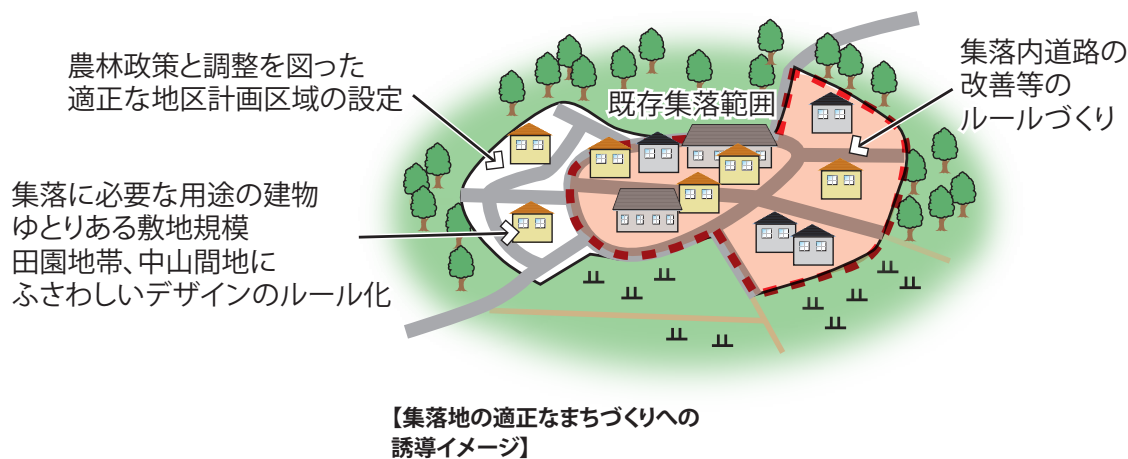 農林政策と調整を図った
適正な地区計画区域の設定
既存集落範囲
集落内道路の
改善等の
ルールづくり
集落に必要な用途の建物
ゆとりある敷地規模
田園地帯、中山間地に
ふさわしいデザインのルール化
【集落地の適正なまちづくりへの
誘導イメージ】